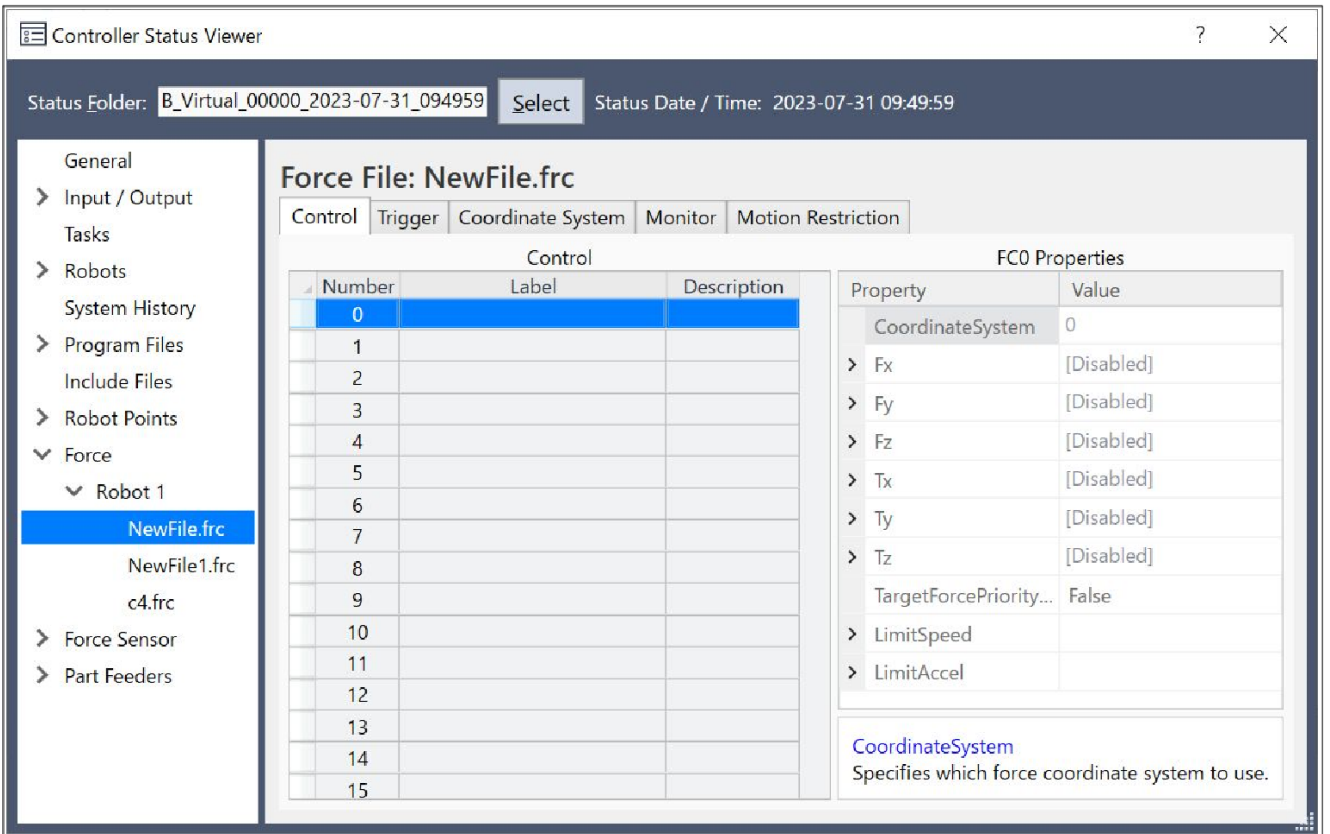 Controller Status Viewer ?
Status Folder: B_Virtual_00000_2023-07-31_094959 Select Status Date / Time: 2023-07-31 09:49:59
General
Input / Output
Tasks
Robots
System History
Program Files
Include Files
Robot Points
Force
Robot 1
NewFile.frc
NewFile1.frc
c4.frc
Force Sensor
Part Feeders
Force File: NewFile.frc
Control Trigger Coordinate System Monitor Motion Restriction
Control
Number Label Description
0
1
2
3
4
5
6
7
8
9
10
11
12
13
14
15
FC0 Properties
Property Value
CoordinateSystem 0
Fx [Disabled]
Fy [Disabled]
Fz [Disabled]
Tx [Disabled]
Ty [Disabled]
Tz [Disabled]
TargetForcePriority... False
LimitSpeed
LimitAccel
CoordinateSystem
Specifies which force coordinate system to use.